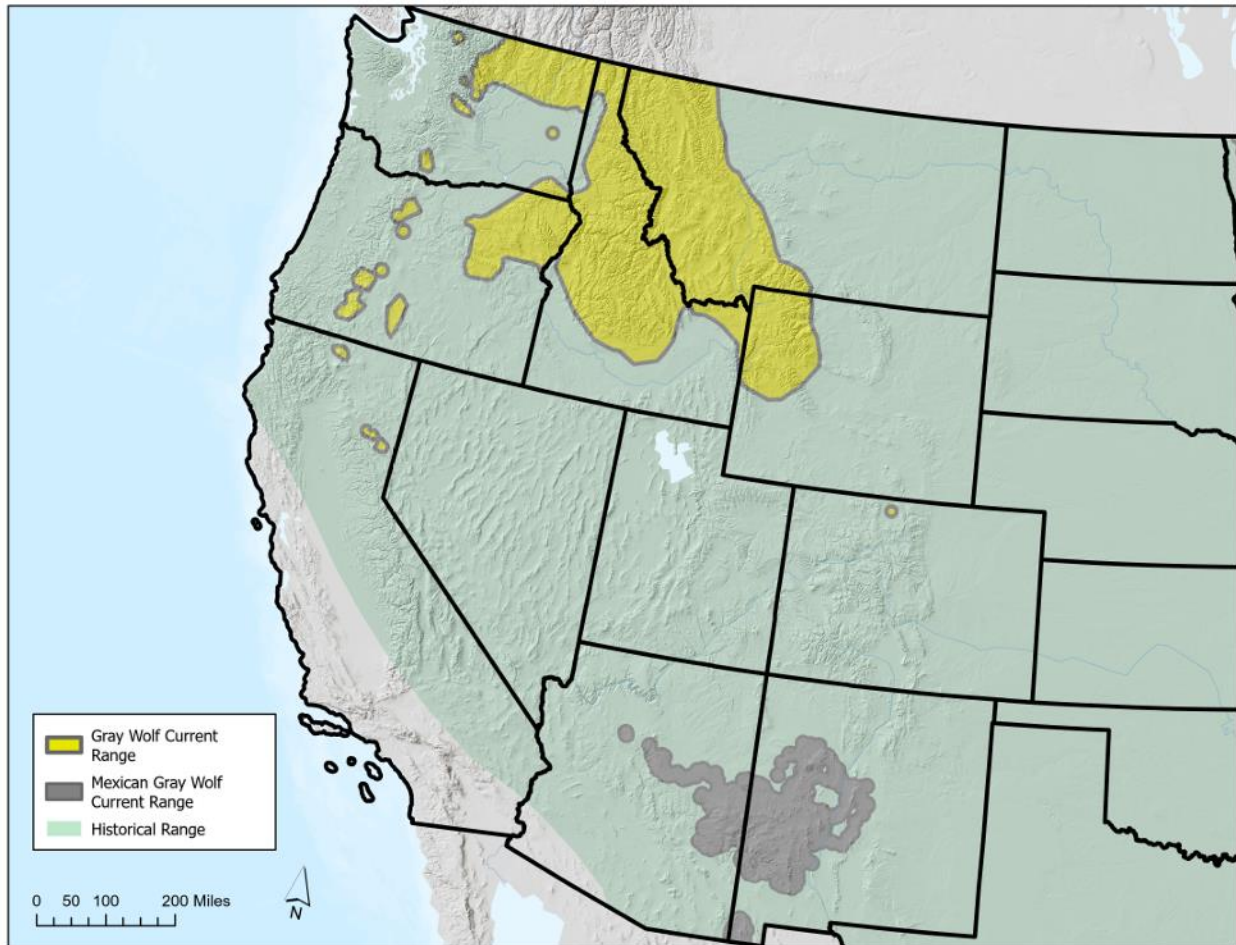 Gray Wolf Current
Range
Mexican Gray Wolf
Current Range
Historical Range
0 50 100 200 Miles
N